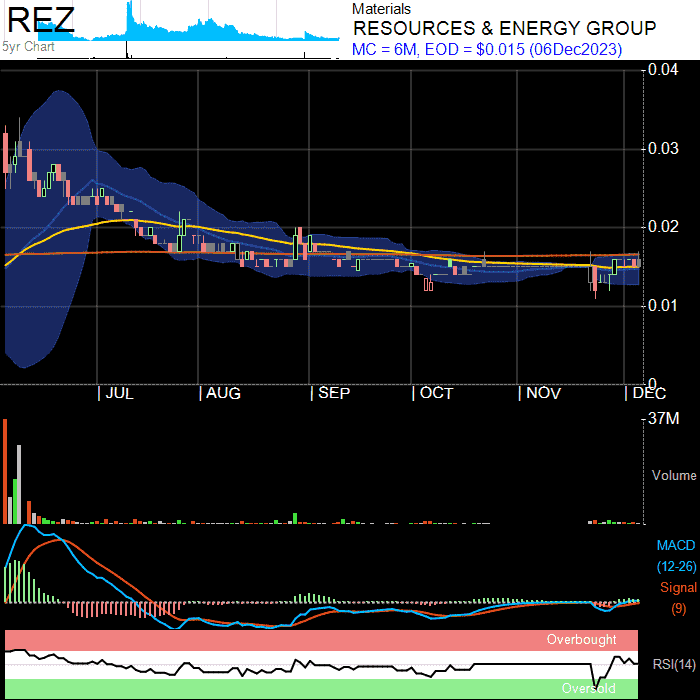 REZ
5yr Chart
Materials
RESOURCES & ENERGY GROUP
MC = 6M, EOD = $0.015 (06Dec2023)
0.04
0.03
0.02
0.01
0
| JUL | AUG | SEP | OCT | NOV | DEC
37M
Volume
MACD
(12-26)
Signal
(9)
Overbought
RSI(14)
Oversold